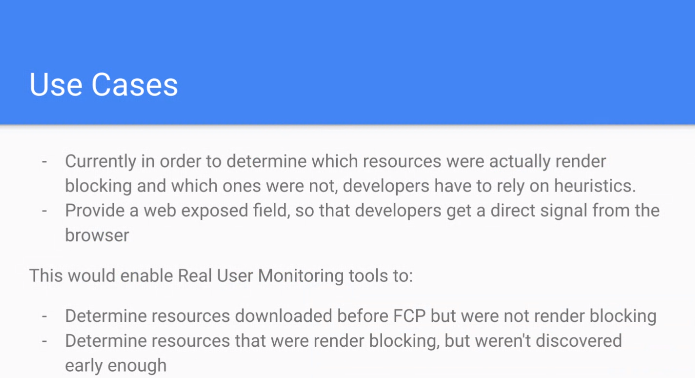 Use Cases
- Currently in order to determine which resources were actually render
blocking and which ones were not, developers have to rely on heuristics.
- Provide a web exposed field, so that developers get a direct signal from the
browser
This would enable Real User Monitoring tools to:
- Determine resources downloaded before FCP but were not render blocking
- Determine resources that were render blocking, but weren't discovered
early enough